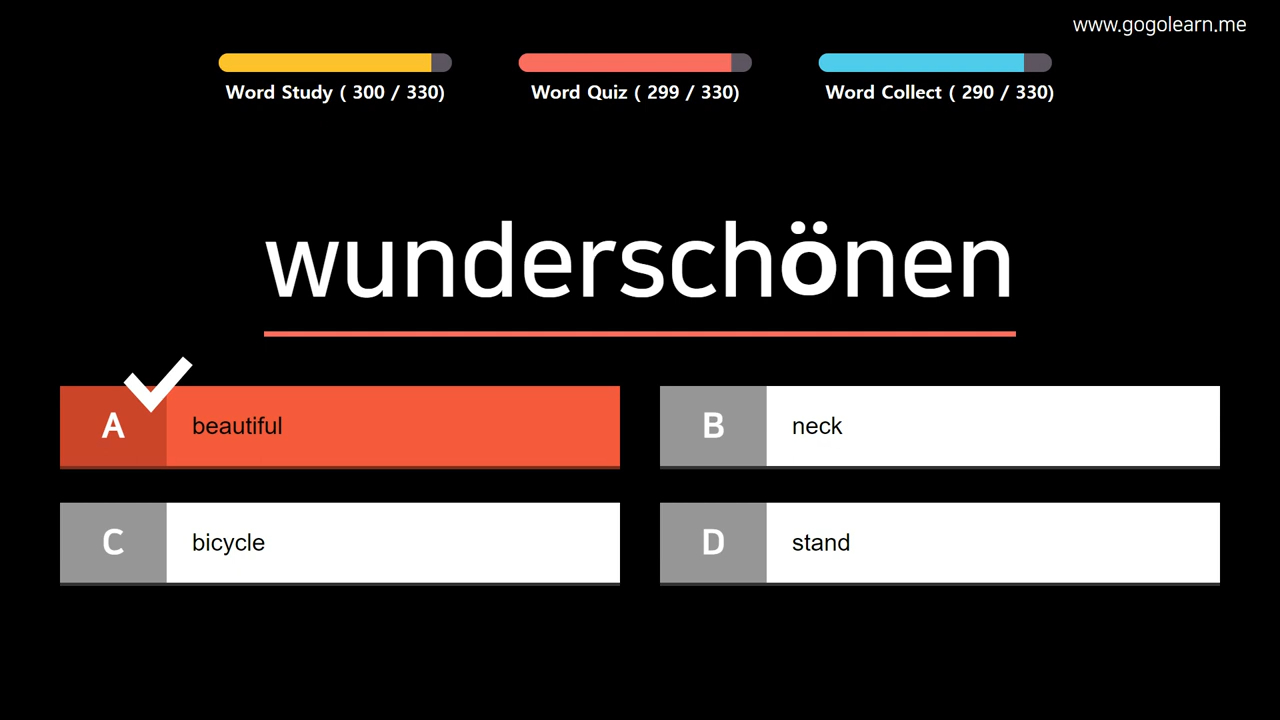 www.gogolearn.me
Word Study ( 300 / 330)
Word Quiz ( 299 / 330)
Word Collect ( 290 / 330)
wunderschönen
A beautiful
B neck
C bicycle
D stand